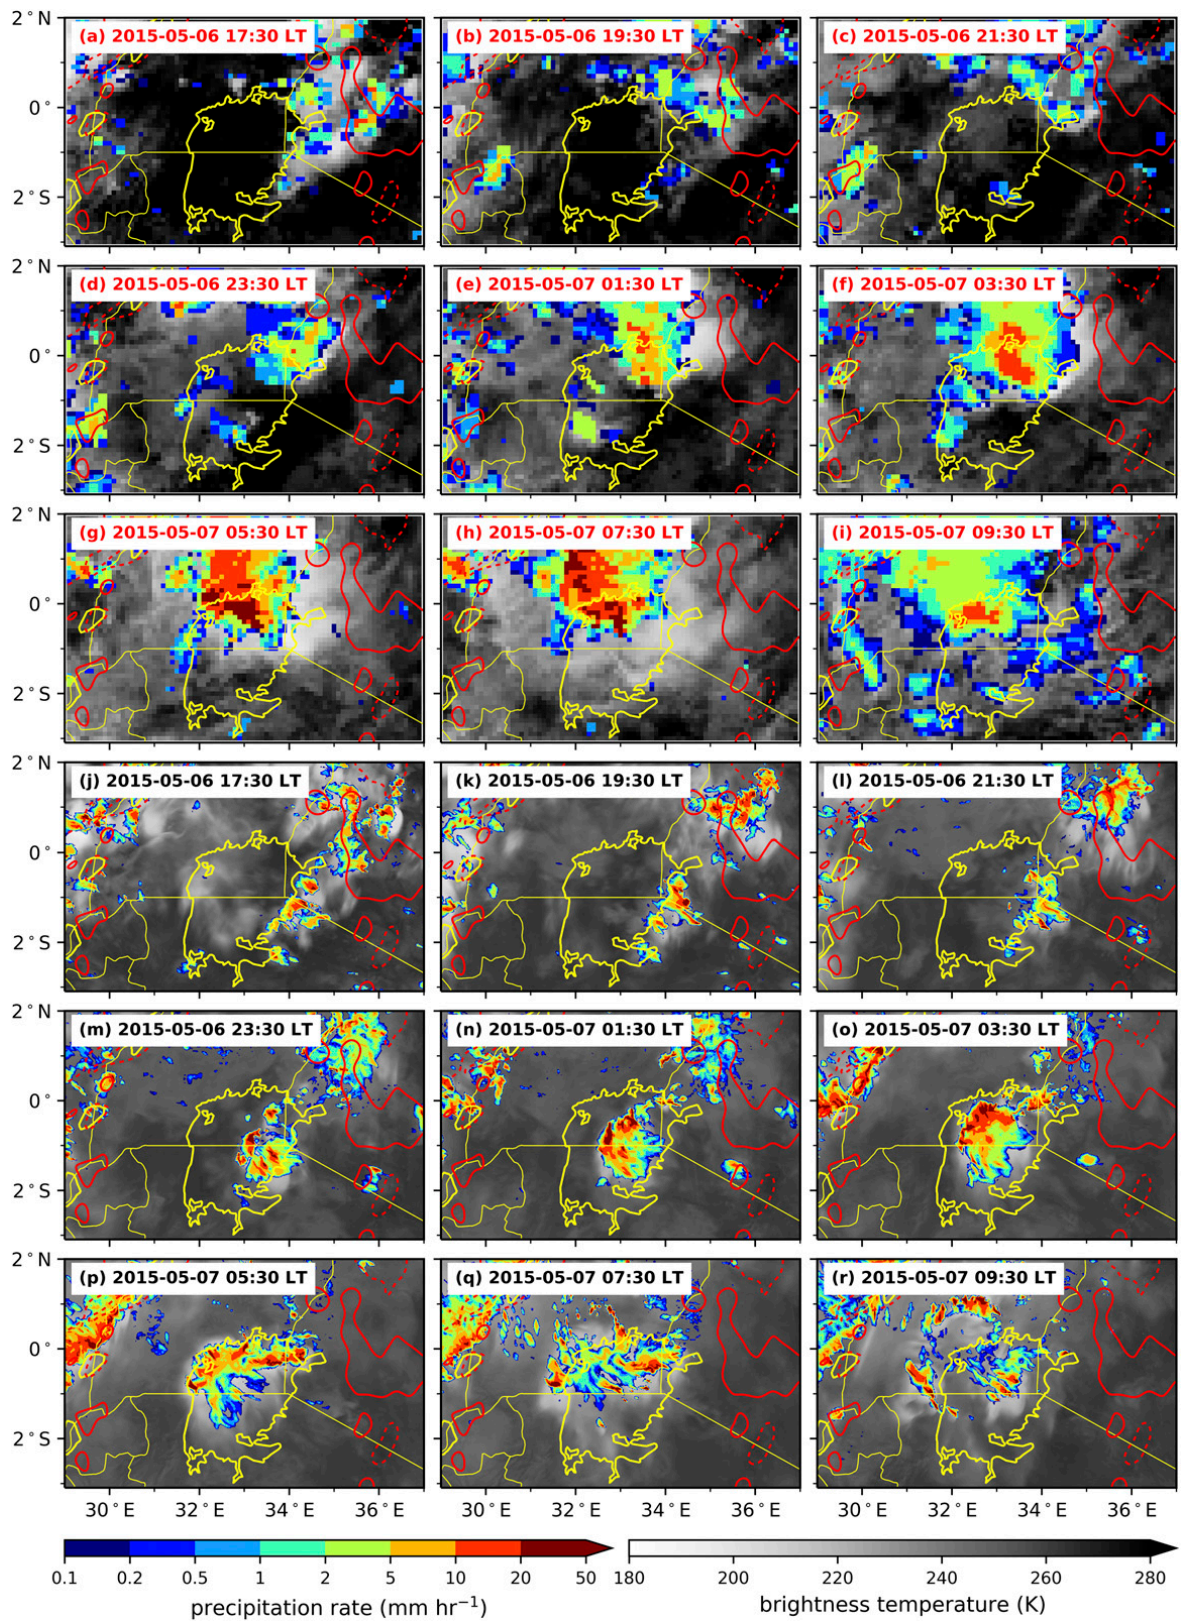 2°N (a) 2015-05-06 17:30 LT (b) 2015-05-06 19:30 LT (c) 2015-05-06 21:30 LT
0°
2°S
2°N (d) 2015-05-06 23:30 LT (e) 2015-05-07 01:30 LT (f) 2015-05-07 03:30 LT
0°
2°S
2°N (g) 2015-05-07 05:30 LT (h) 2015-05-07 07:30 LT (i) 2015-05-07 09:30 LT
0°
2°S
2°N (j) 2015-05-06 17:30 LT (k) 2015-05-06 19:30 LT (l) 2015-05-06 21:30 LT
0°
2°S
2°N (m) 2015-05-06 23:30 LT (n) 2015-05-07 01:30 LT (o) 2015-05-07 03:30 LT
0°
2°S
2°N (p) 2015-05-07 05:30 LT (q) 2015-05-07 07:30 LT (r) 2015-05-07 09:30 LT
0°
2°S
30°E 32°E 34°E 36°E 30°E 32°E 34°E 36°E 30°E 32°E 34°E 36°E
0.1 0.2 0.5 1 2 5 10 20 50 180 200 220 240 260 280
precipitation rate (mm hr⁻¹) brightness temperature (K)